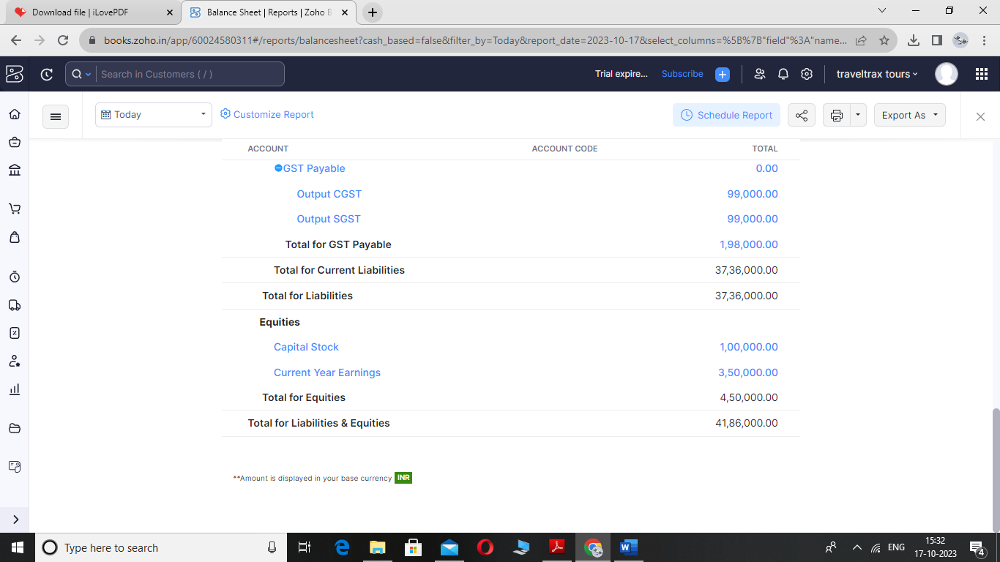 Download file | iLovePDF
Balance Sheet | Reports | Zoho B
books.zoho.in/app/60024580311#/reports/balancesheet?cash_based=false&filter_by=Today&report_date=2023-10-17&select_columns=%5B%7B"field"%3A"name...
Search in Customers ( / )
Trial expire...
Subscribe
traveltrax tours
Today
Customize Report
Schedule Report
Export As
ACCOUNT ACCOUNT CODE TOTAL
GST Payable 0.00
Output CGST 99,000.00
Output SGST 99,000.00
Total for GST Payable 1,98,000.00
Total for Current Liabilities 37,36,000.00
Total for Liabilities 37,36,000.00
Equities
Capital Stock 1,00,000.00
Current Year Earnings 3,50,000.00
Total for Equities 4,50,000.00
Total for Liabilities & Equities 41,86,000.00
**Amount is displayed in your base currency INR
Type here to search
ENG
15:32
17-10-2023
4